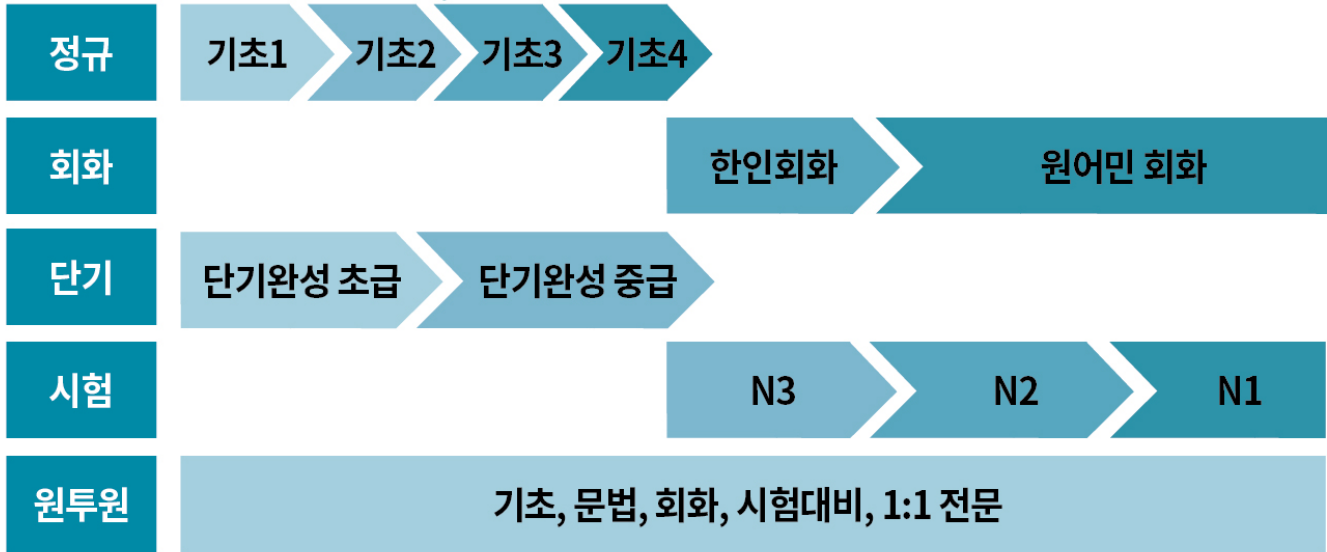 정규 기초1 기초2 기초3 기초4
회화 한인회화 원어민 회화
단기 단기완성 초급 단기완성 중급
시험 N3 N2 N1
원투원 기초, 문법, 회화, 시험대비, 1:1 전문